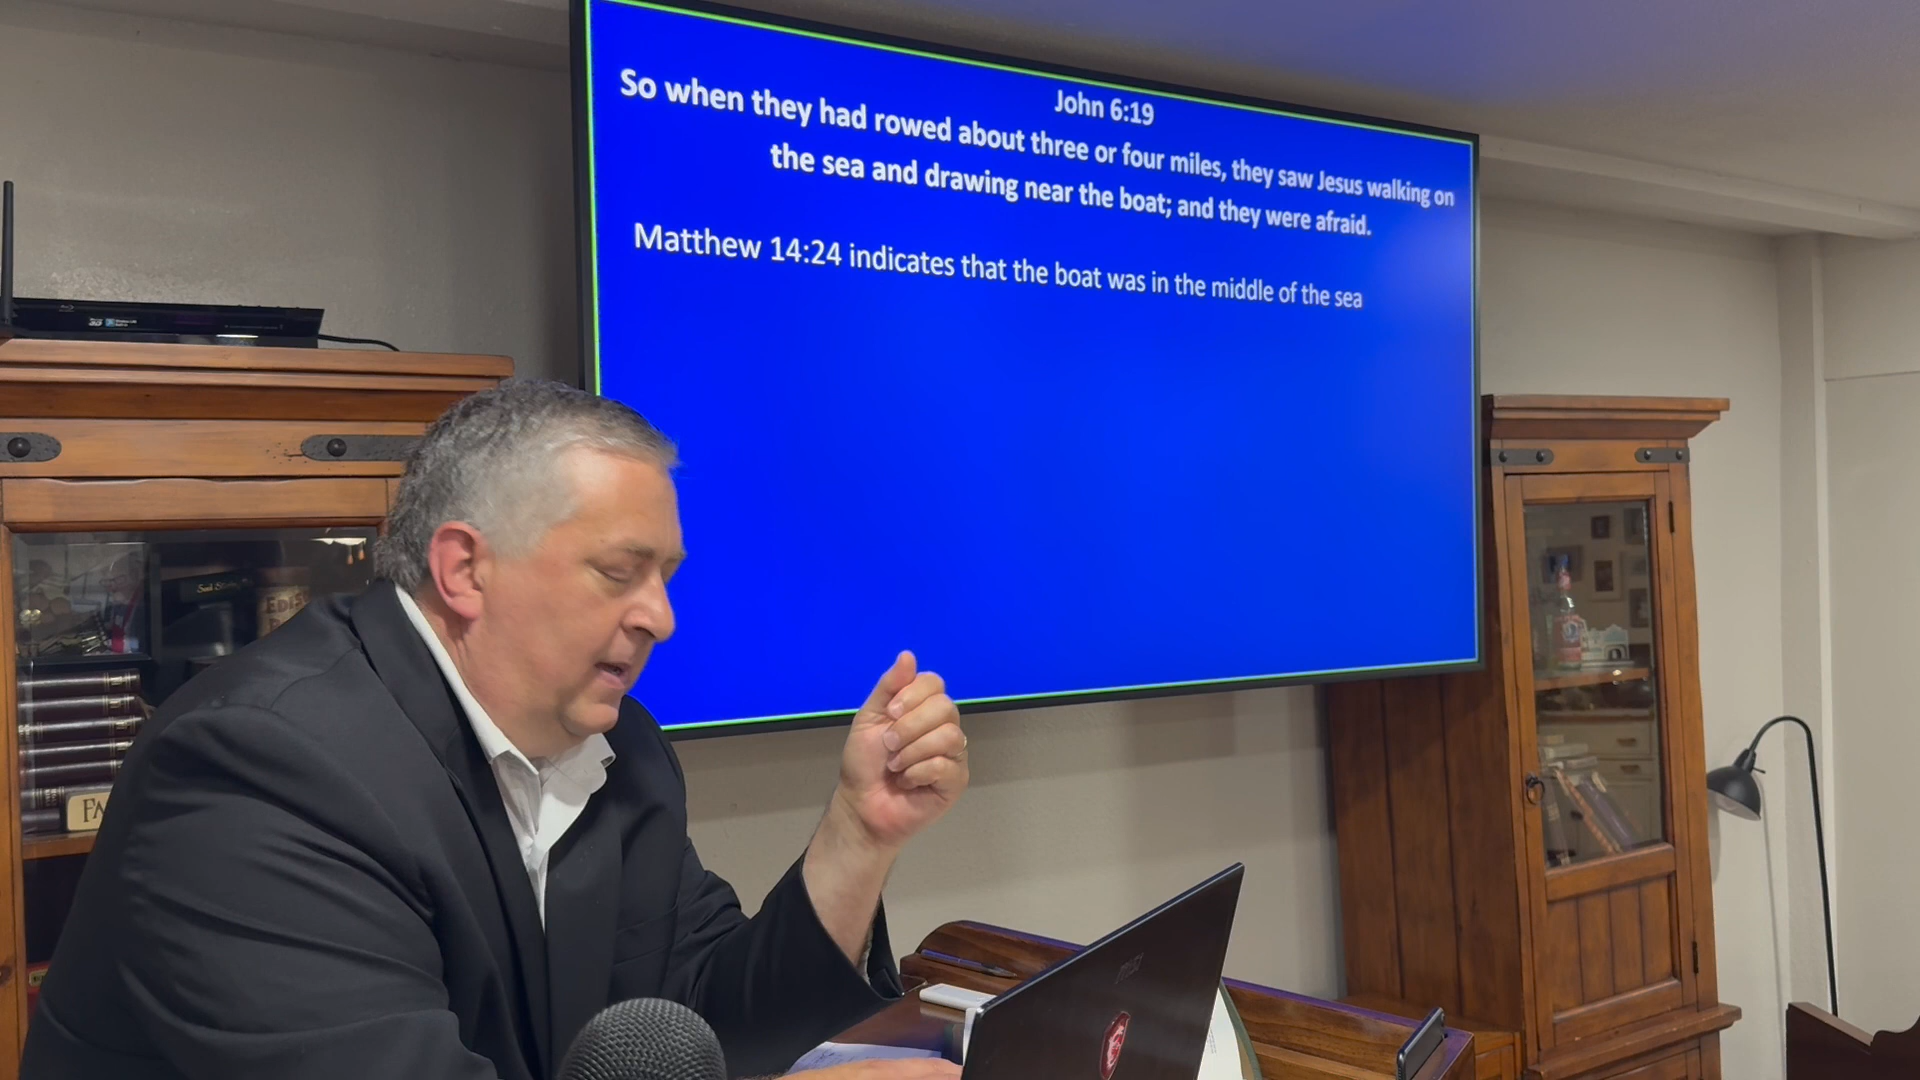 John 6:19
So when they had rowed about three or four miles, they saw Jesus walking on
the sea and drawing near the boat; and they were afraid.
Matthew 14:24 indicates that the boat was in the middle of the sea
msi